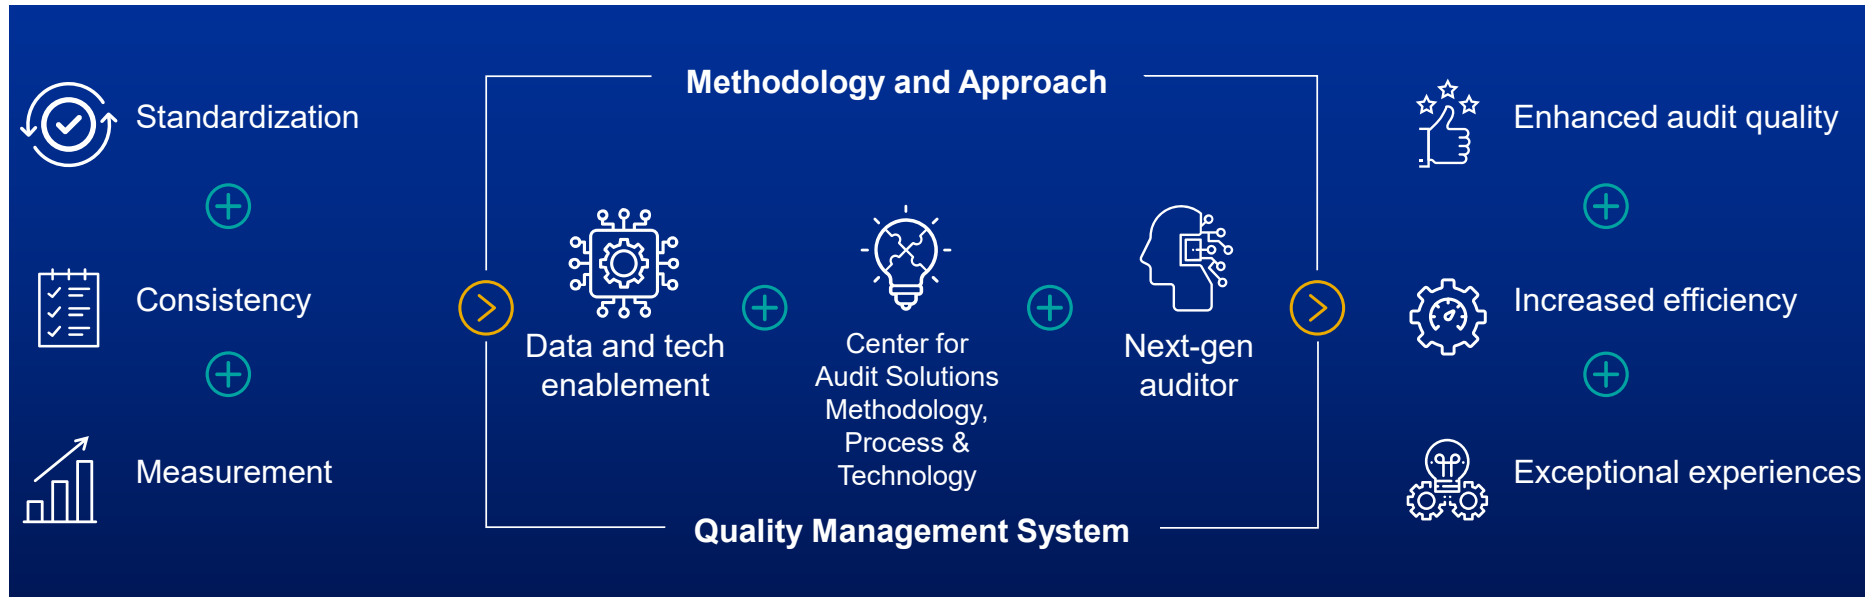 Standardization
Consistency
Measurement
Methodology and Approach
Data and tech
enablement
Center for
Audit Solutions
Methodology,
Process &
Technology
Next-gen
auditor
Quality Management System
Enhanced audit quality
Increased efficiency
Exceptional experiences